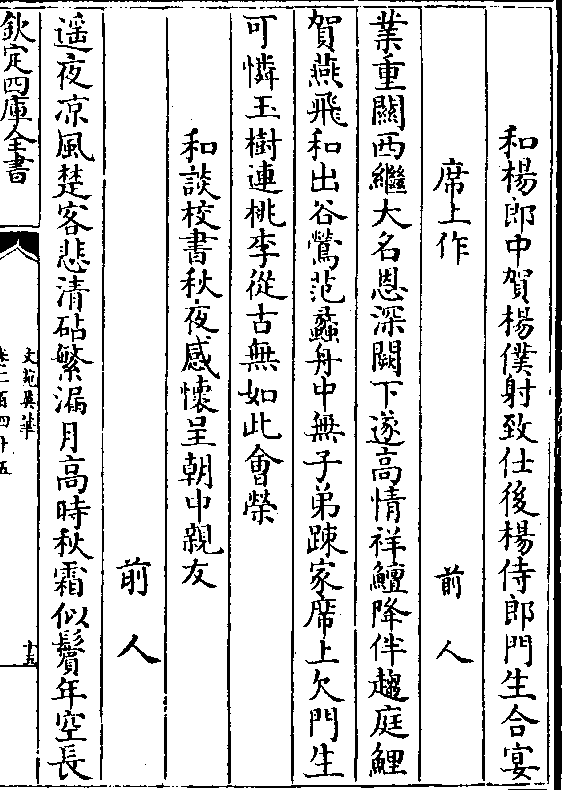 和楊郎中賀楊僕射致仕後楊侍郎門生合宴
席上作　前人
業重關西繼大名恩深闕下遂高情祥鱣降伴趨庭鯉
賀燕飛和出谷鶯范蠡舟中無子弟踈家席上欠門生
可憐玉樹連桃李從古無如此會榮
和談校書秋夜感懷呈朝中親友
前人
遥夜凉風楚客悲清砧繁漏月高時秋霜似鬢年空長
欽定四庫全書
文苑英華
卷二百四十五
十五